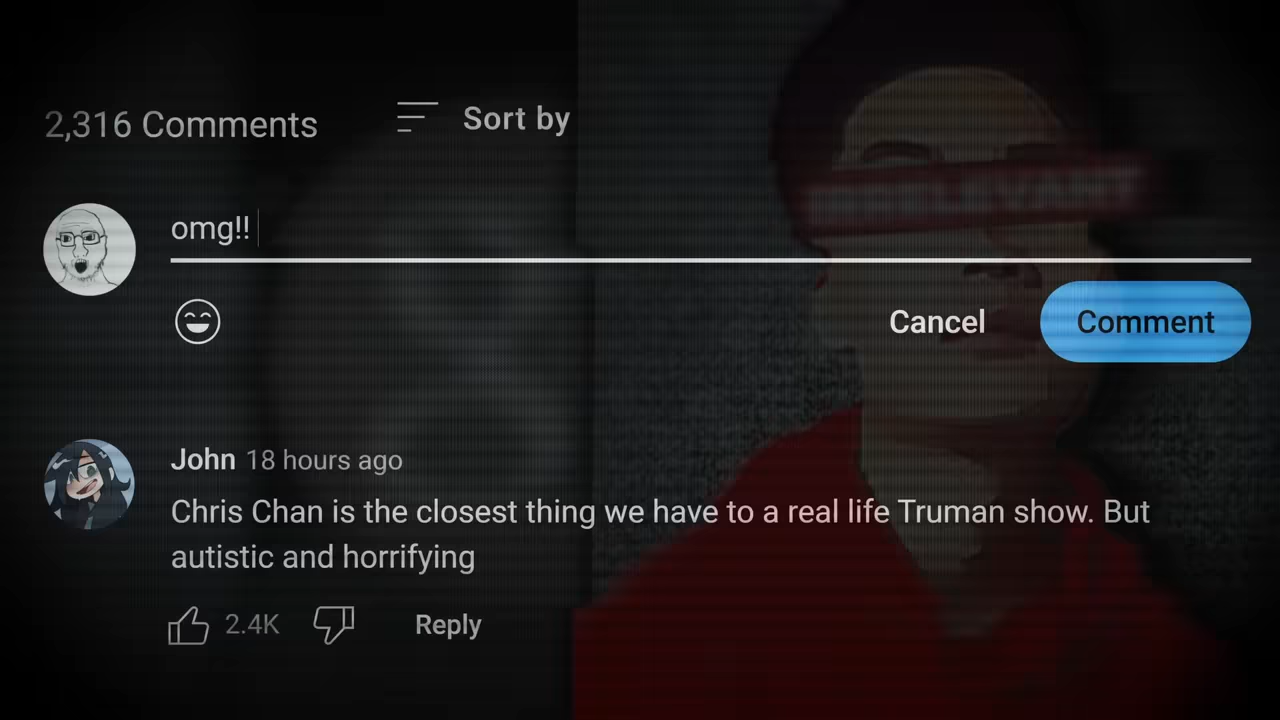 2,316 Comments
Sort by
omg!!
Cancel
Comment
John 18 hours ago
Chris Chan is the closest thing we have to a real life Truman show. But
autistic and horrifying
2.4K
Reply